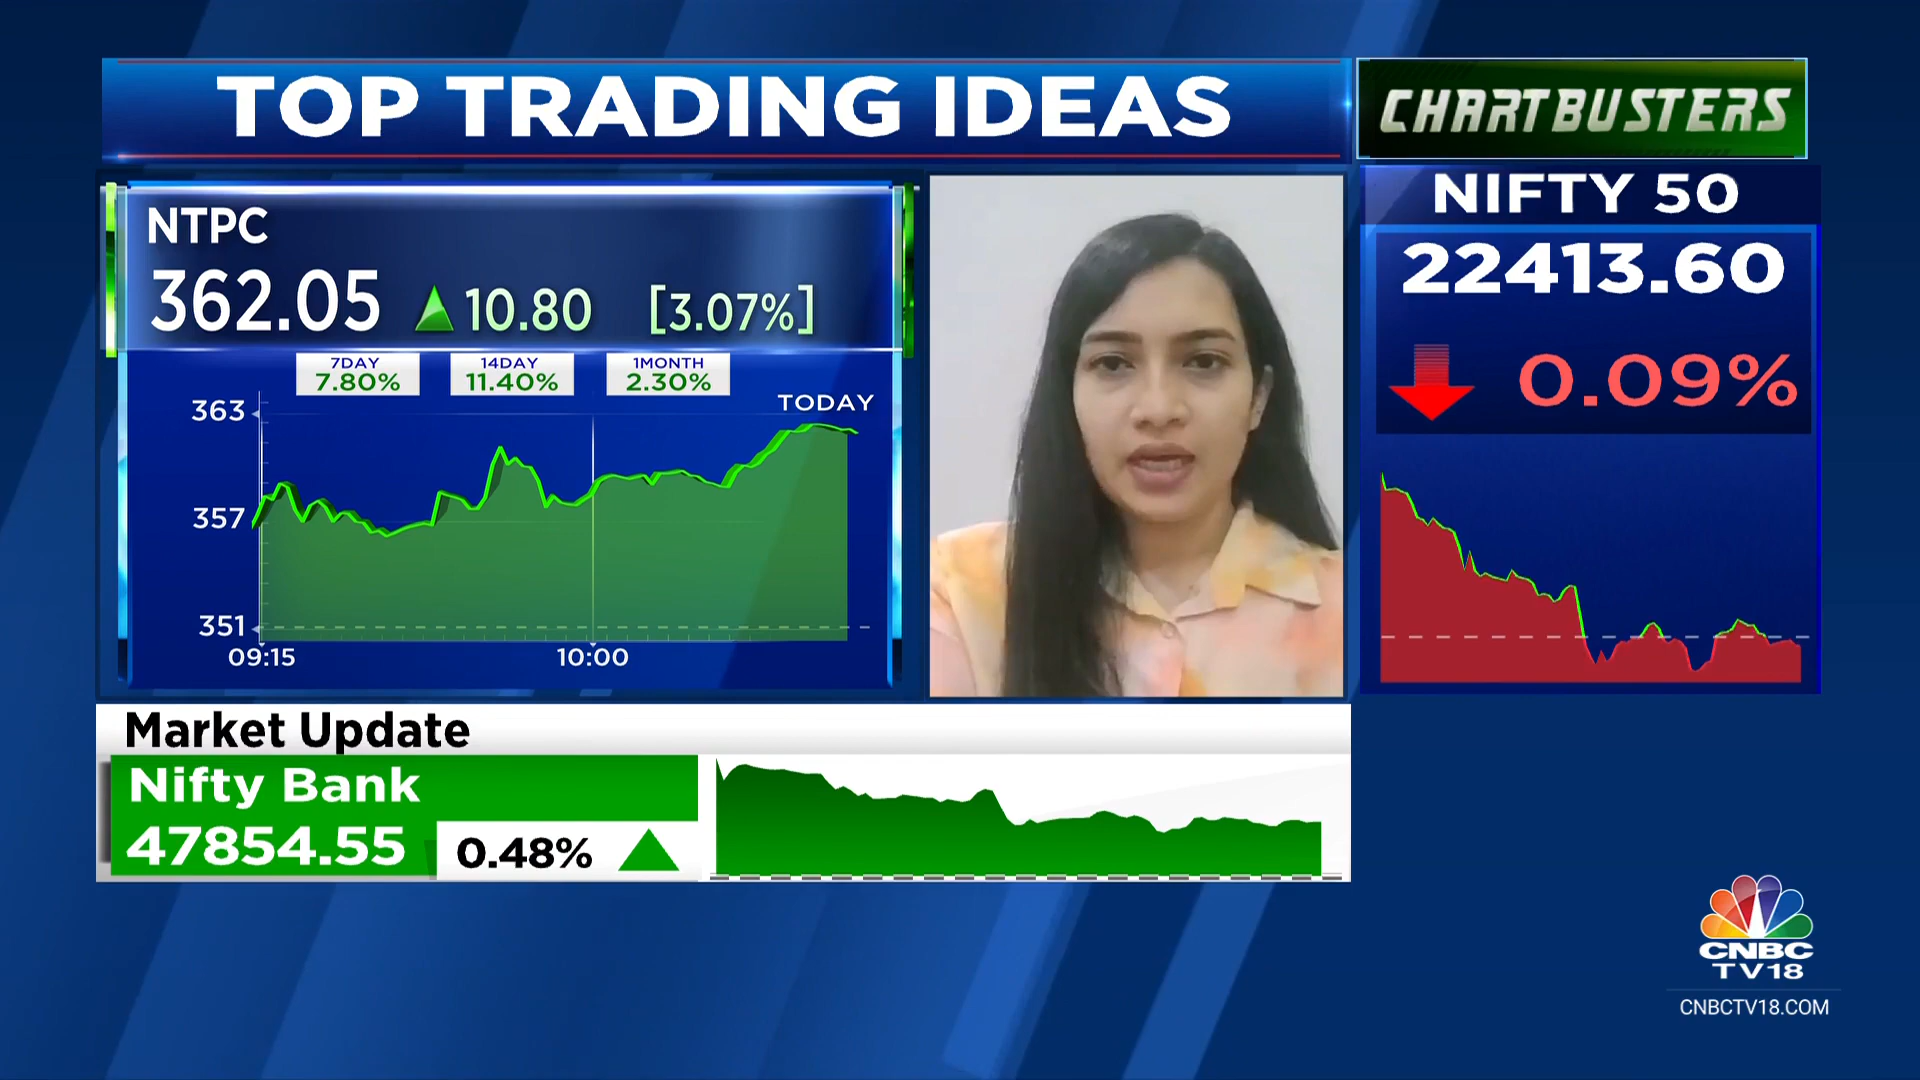 TOP TRADING IDEAS
CHARTBUSTERS
NTPC
362.05 10.80 [3.07%]
7DAY
7.80%
14DAY
11.40%
1MONTH
2.30%
TODAY
363
357
351
09:15 10:00
NIFTY 50
22413.60
0.09%
Market Update
Nifty Bank
47854.55 0.48%
CNBC
TV18
CNBCTV18.COM